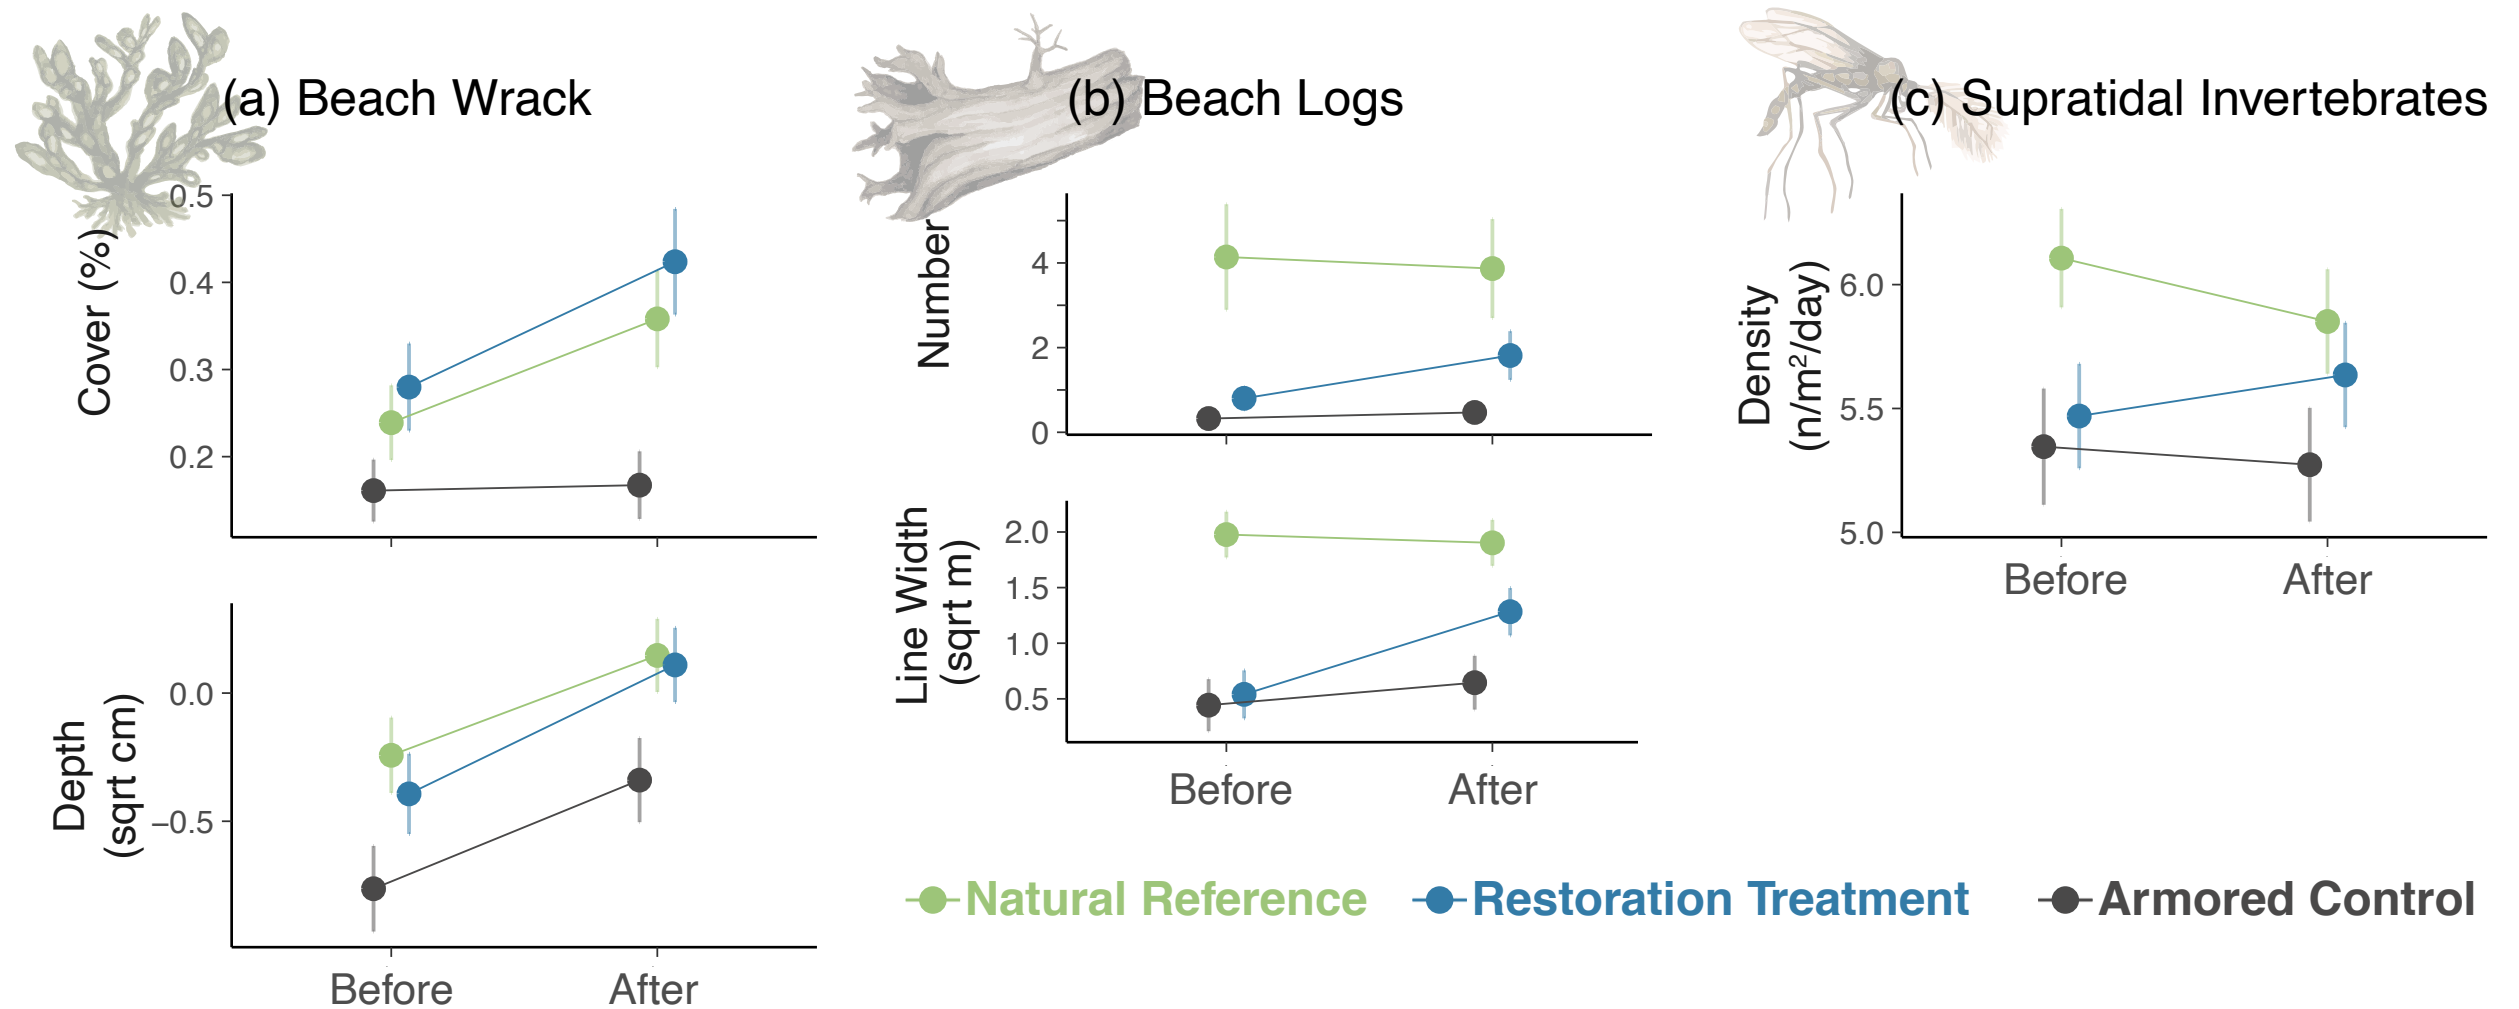 (a) Beach Wrack
Cover (%)
0.5
0.4
0.3
0.2
Depth
(sqrt cm)
0.0
−0.5
Before After
(b) Beach Logs
Number
4
2
0
Line Width
(sqrt m)
2.0
1.5
1.0
0.5
Before After
(c) Supratidal Invertebrates
Density
(n/m²/day)
6.0
5.5
5.0
Before After
Natural Reference Restoration Treatment Armored Control